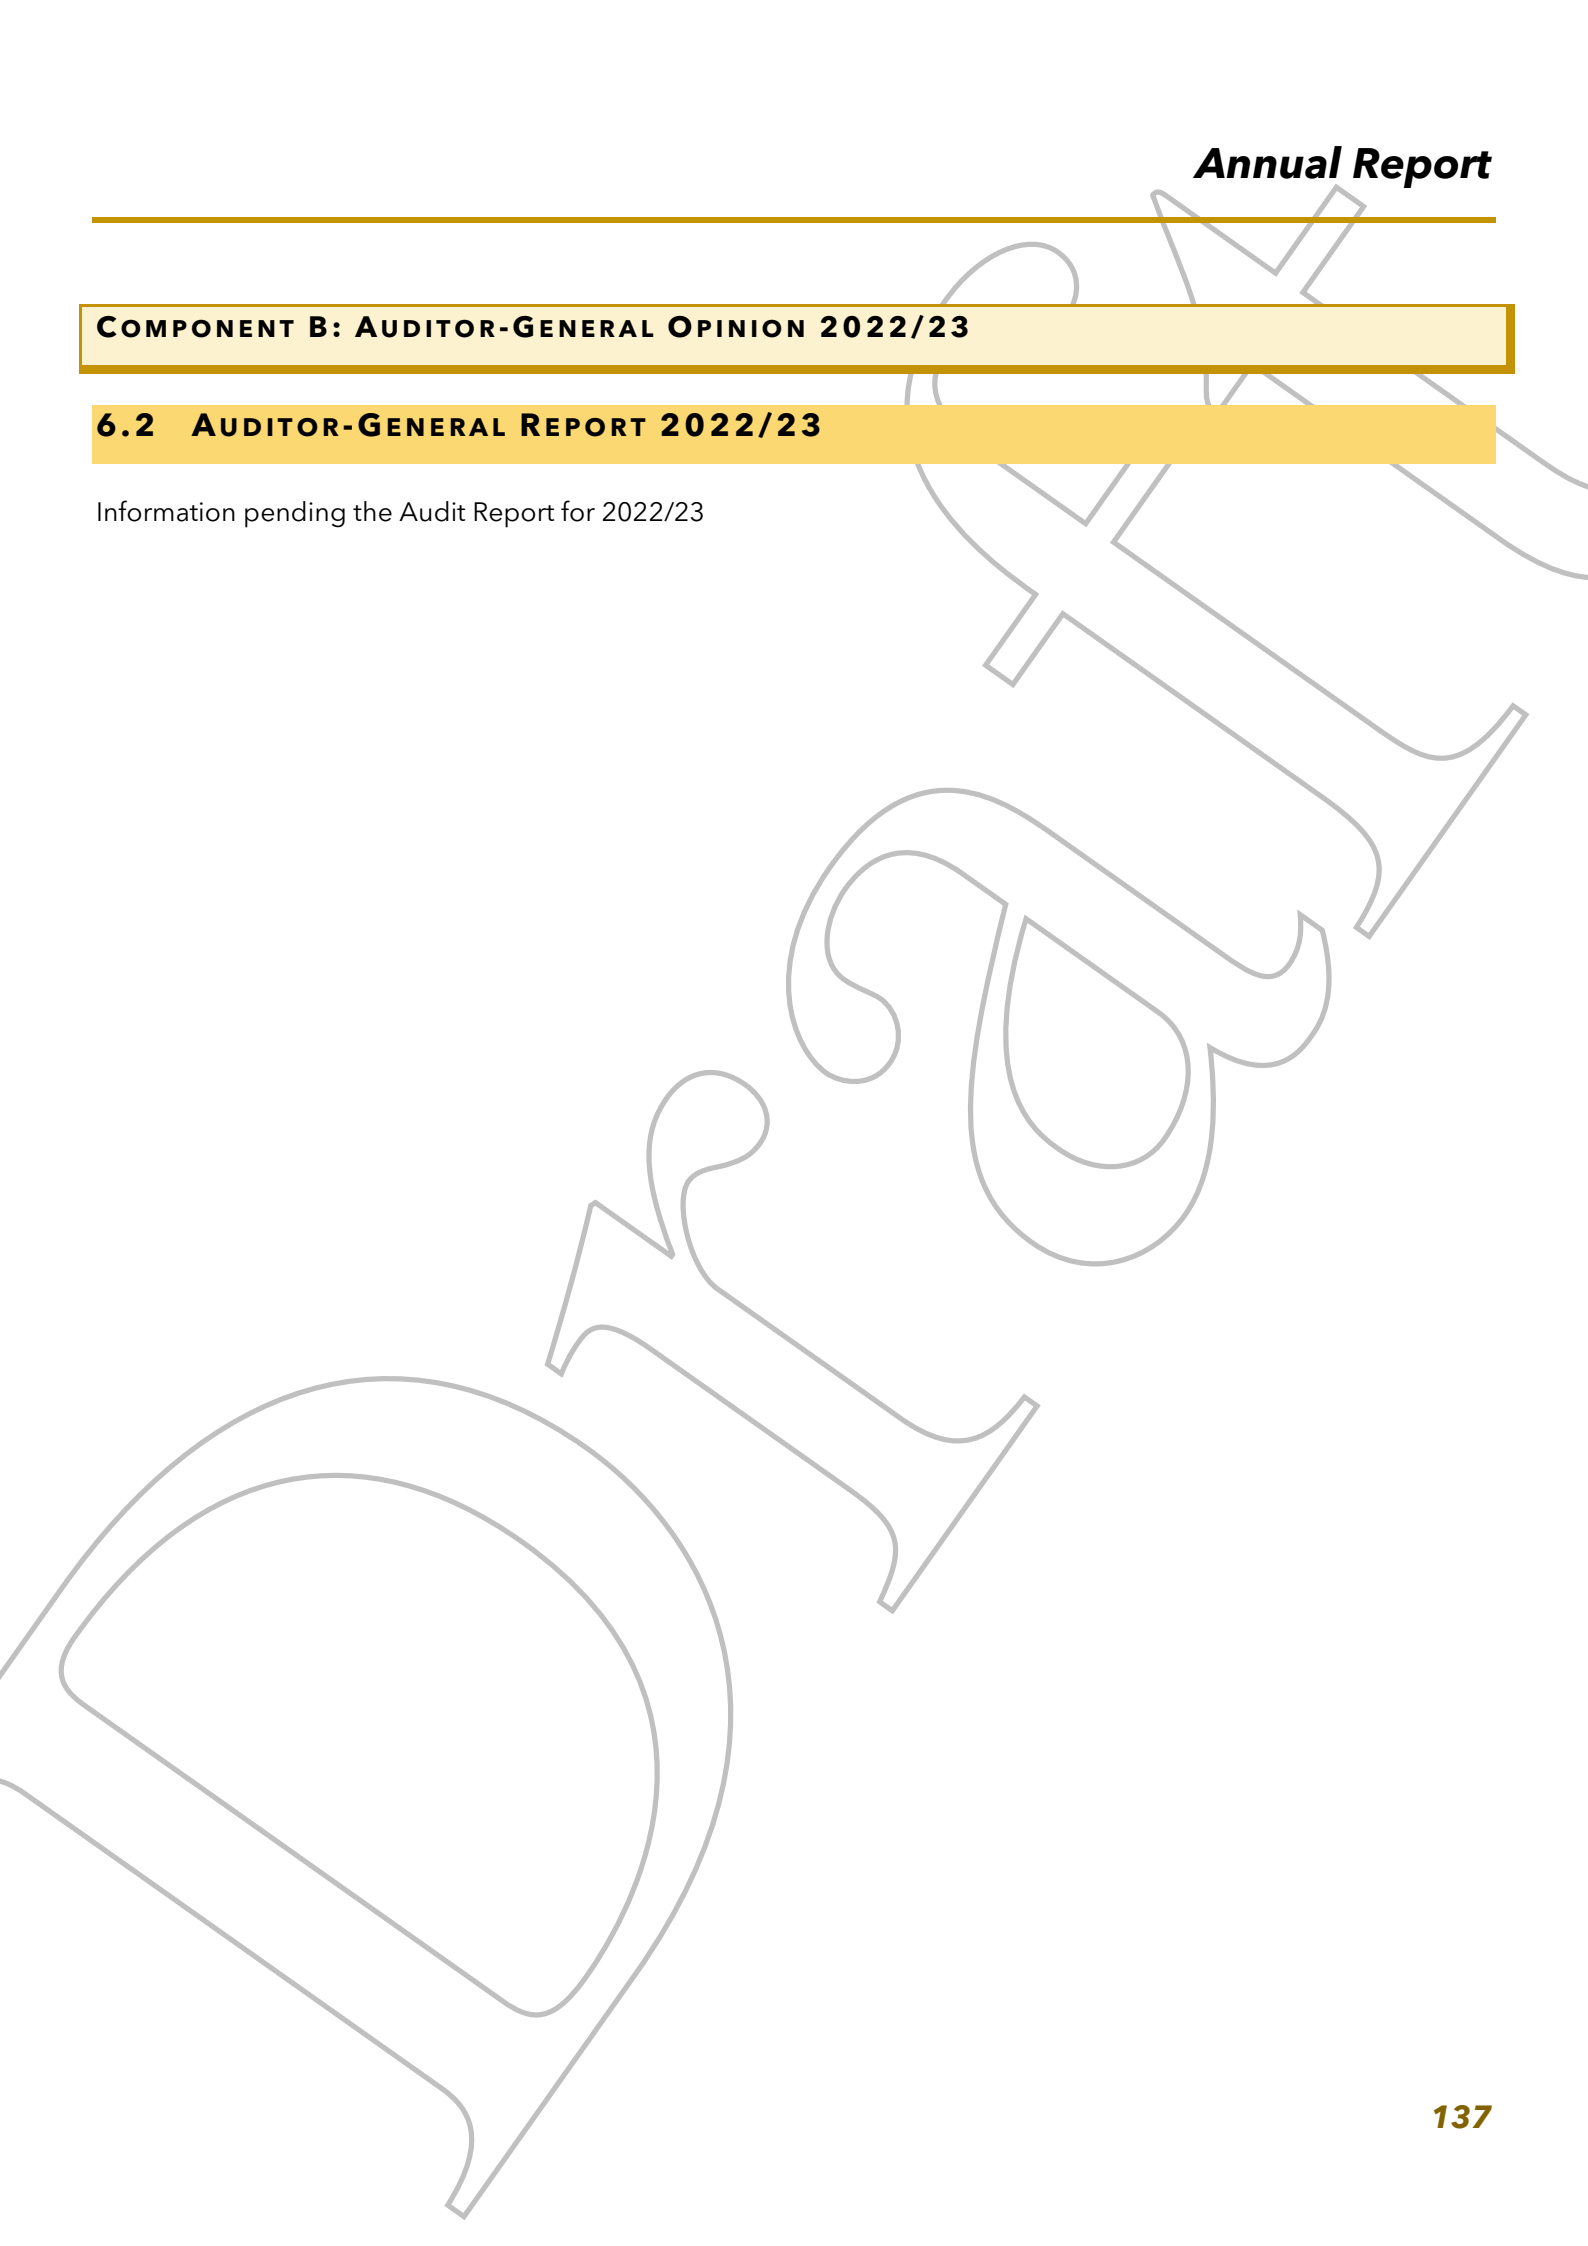 Annual Report
COMPONENT B: AUDITOR-GENERAL OPINION 2022/23
6.2 AUDITOR-GENERAL REPORT 2022/23
Information pending the Audit Report for 2022/23
Draft
137